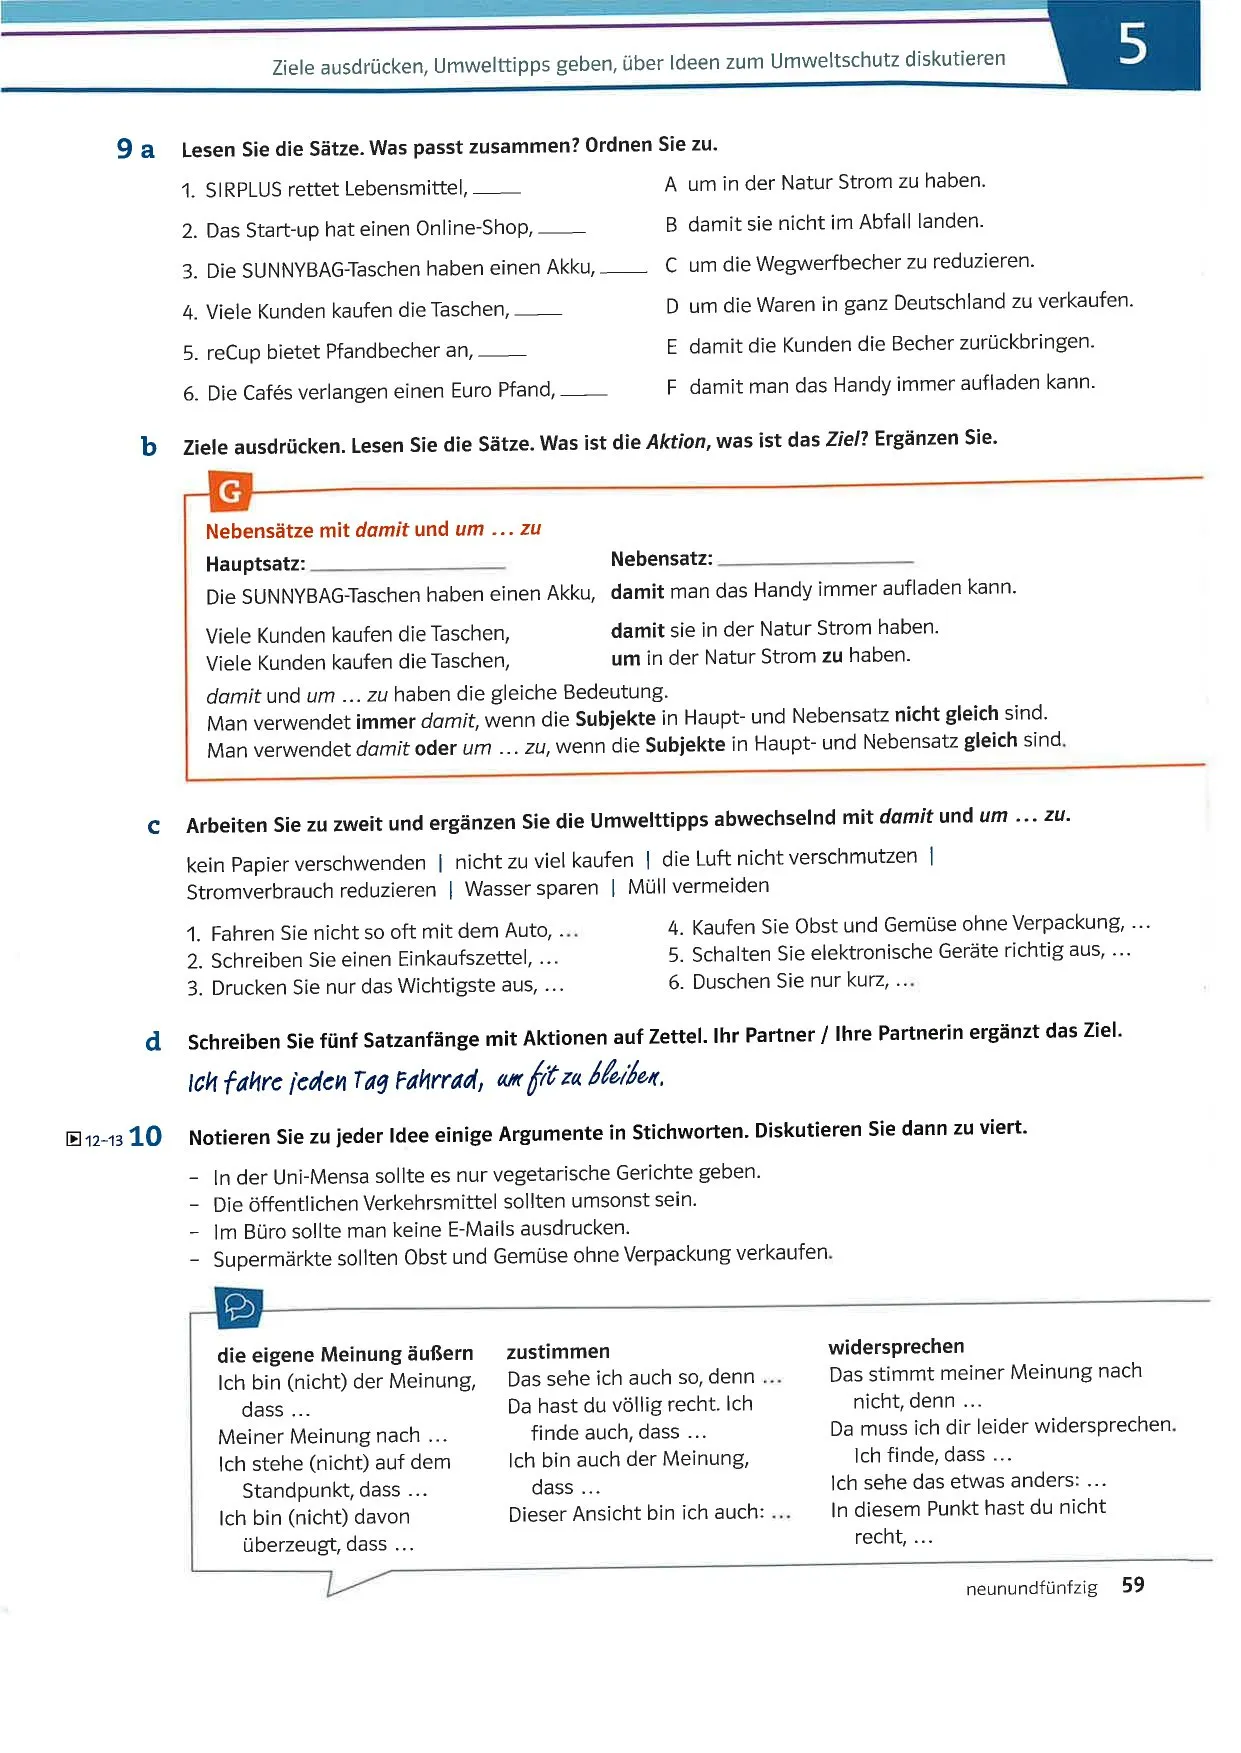 Ziele ausdrücken, Umwelttipps geben, über Ideen zum Umweltschutz diskutieren
5
9 a Lesen Sie die Sätze. Was passt zusammen? Ordnen Sie zu.
1. SIRPLUS rettet Lebensmittel, ____ A um in der Natur Strom zu haben.
2. Das Start-up hat einen Online-Shop, ____ B damit sie nicht im Abfall landen.
3. Die SUNNYBAG-Taschen haben einen Akku, ____ C um die Wegwerfbecher zu reduzieren.
4. Viele Kunden kaufen die Taschen, ____ D um die Waren in ganz Deutschland zu verkaufen.
5. reCup bietet Pfandbecher an, ____ E damit die Kunden die Becher zurückbringen.
6. Die Cafés verlangen einen Euro Pfand, ____ F damit man das Handy immer aufladen kann.
b Ziele ausdrücken. Lesen Sie die Sätze. Was ist die Aktion, was ist das Ziel? Ergänzen Sie.
G
Nebensätze mit damit und um ... zu
Hauptsatz: ________________ Nebensatz: ________________
Die SUNNYBAG-Taschen haben einen Akku, damit man das Handy immer aufladen kann.
Viele Kunden kaufen die Taschen, damit sie in der Natur Strom haben.
Viele Kunden kaufen die Taschen, um in der Natur Strom zu haben.
damit und um ... zu haben die gleiche Bedeutung.
Man verwendet immer damit, wenn die Subjekte in Haupt- und Nebensatz nicht gleich sind.
Man verwendet damit oder um ... zu, wenn die Subjekte in Haupt- und Nebensatz gleich sind.
c Arbeiten Sie zu zweit und ergänzen Sie die Umwelttipps abwechselnd mit damit und um ... zu.
kein Papier verschwenden | nicht zu viel kaufen | die Luft nicht verschmutzen |
Stromverbrauch reduzieren | Wasser sparen | Müll vermeiden
1. Fahren Sie nicht so oft mit dem Auto, ... 4. Kaufen Sie Obst und Gemüse ohne Verpackung, ...
2. Schreiben Sie einen Einkaufszettel, ... 5. Schalten Sie elektronische Geräte richtig aus, ...
3. Drucken Sie nur das Wichtigste aus, ... 6. Duschen Sie nur kurz, ...
d Schreiben Sie fünf Satzanfänge mit Aktionen auf Zettel. Ihr Partner / Ihre Partnerin ergänzt das Ziel.
Ich fahre jeden Tag Fahrrad, um fit zu bleiben.
12–13 10 Notieren Sie zu jeder Idee einige Argumente in Stichworten. Diskutieren Sie dann zu viert.
– In der Uni-Mensa sollte es nur vegetarische Gerichte geben.
– Die öffentlichen Verkehrsmittel sollten umsonst sein.
– Im Büro sollte man keine E-Mails ausdrucken.
– Supermärkte sollten Obst und Gemüse ohne Verpackung verkaufen.
die eigene Meinung äußern
Ich bin (nicht) der Meinung,
dass ...
Meiner Meinung nach ...
Ich stehe (nicht) auf dem
Standpunkt, dass ...
Ich bin (nicht) davon
überzeugt, dass ...
zustimmen
Das sehe ich auch so, denn ...
Da hast du völlig recht. Ich
finde auch, dass ...
Ich bin auch der Meinung,
dass ...
Dieser Ansicht bin ich auch: ...
widersprechen
Das stimmt meiner Meinung nach
nicht, denn ...
Da muss ich dir leider widersprechen.
Ich finde, dass ...
Ich sehe das etwas anders: ...
In diesem Punkt hast du nicht
recht, ...
neunundfünfzig 59